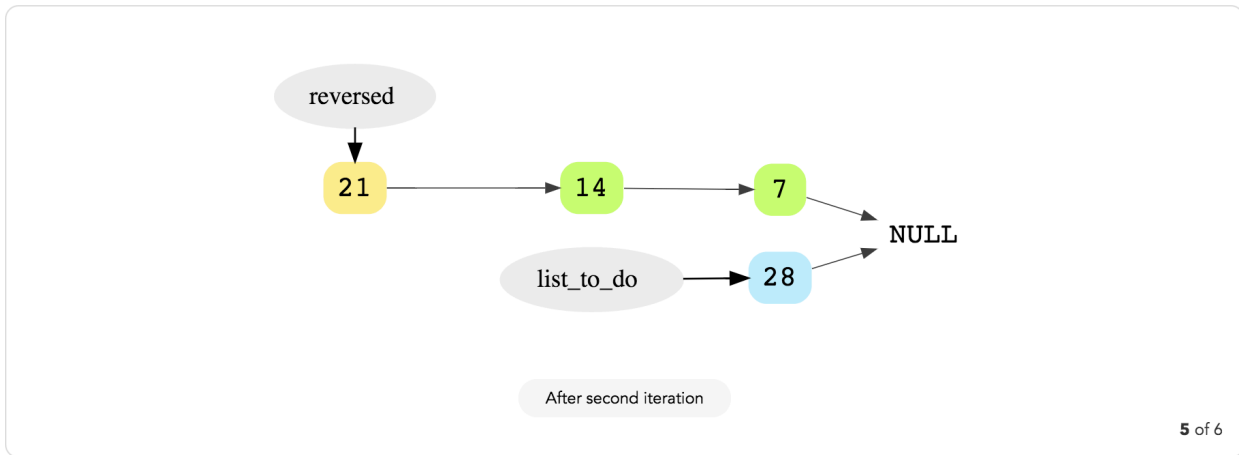 reversed
21 14 7
NULL
list_to_do 28
After second iteration
5 of 6